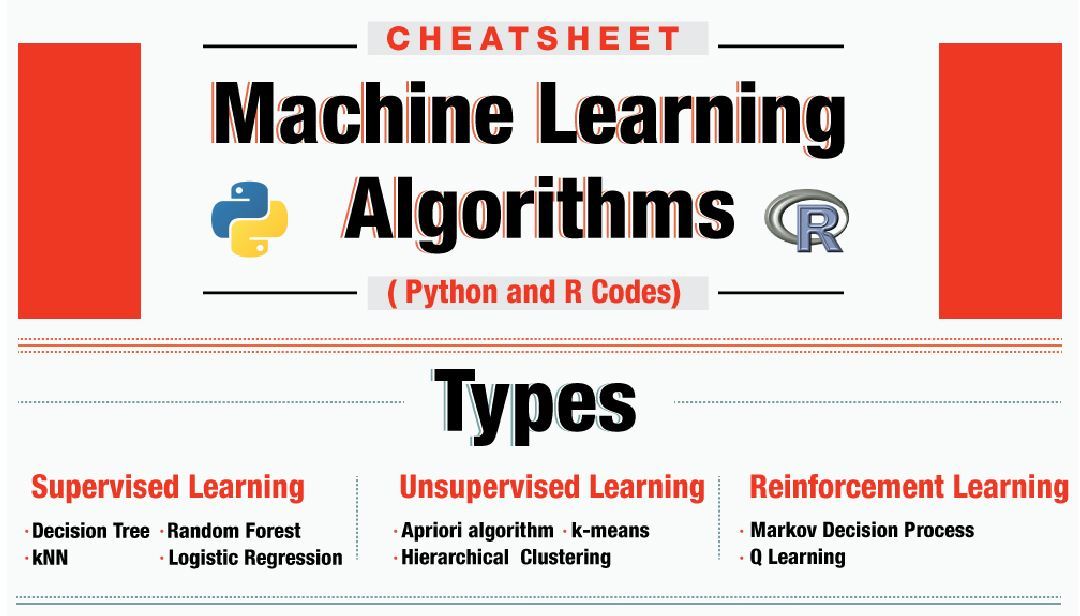 CHEATSHEET
Machine Learning
Algorithms
R
( Python and R Codes)
Types
Supervised Learning
· Decision Tree · Random Forest
· kNN · Logistic Regression
Unsupervised Learning
· Apriori algorithm · k-means
· Hierarchical Clustering
Reinforcement Learning
· Markov Decision Process
· Q Learning